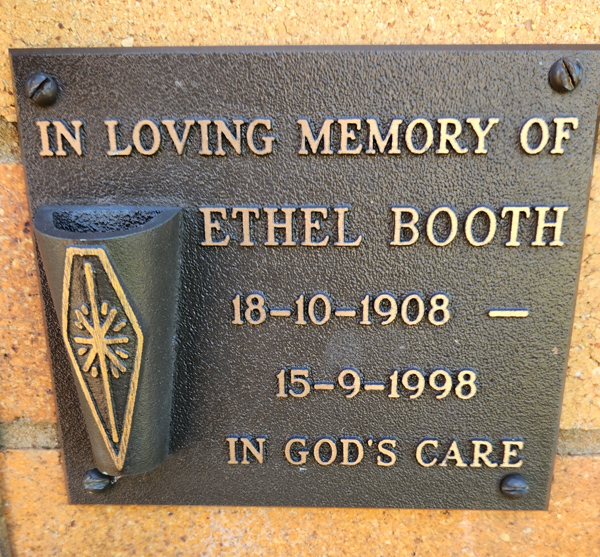 IN LOVING MEMORY OF
ETHEL BOOTH
18-10-1908 —
15-9-1998
IN GOD'S CARE